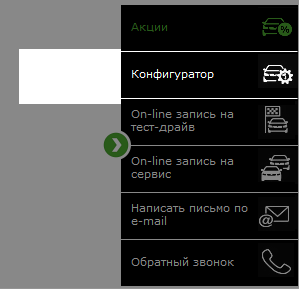 Акции
Конфигуратор
On-line запись на
тест-драйв
On-line запись на
сервис
Написать письмо по
e-mail
Обратный звонок